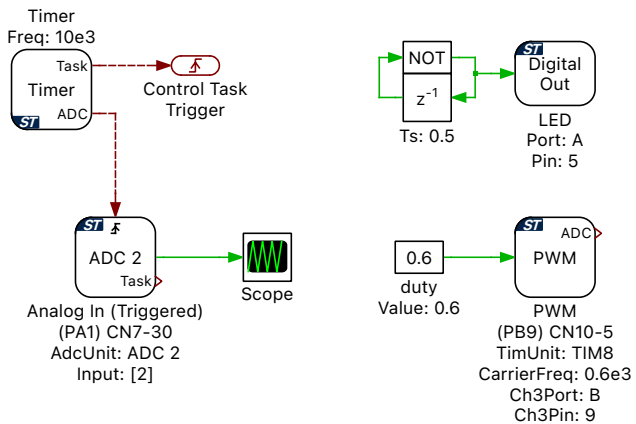 Timer
Freq: 10e3
Task
Timer
ADC
ST
Control Task
Trigger
NOT
z-1
Ts: 0.5
ST
Digital
Out
LED
Port: A
Pin: 5
ST
ADC 2
Task
Analog In (Triggered)
(PA1) CN7-30
AdcUnit: ADC 2
Input: [2]
Scope
0.6
duty
Value: 0.6
ST
ADC
PWM
PWM
(PB9) CN10-5
TimUnit: TIM8
CarrierFreq: 0.6e3
Ch3Port: B
Ch3Pin: 9